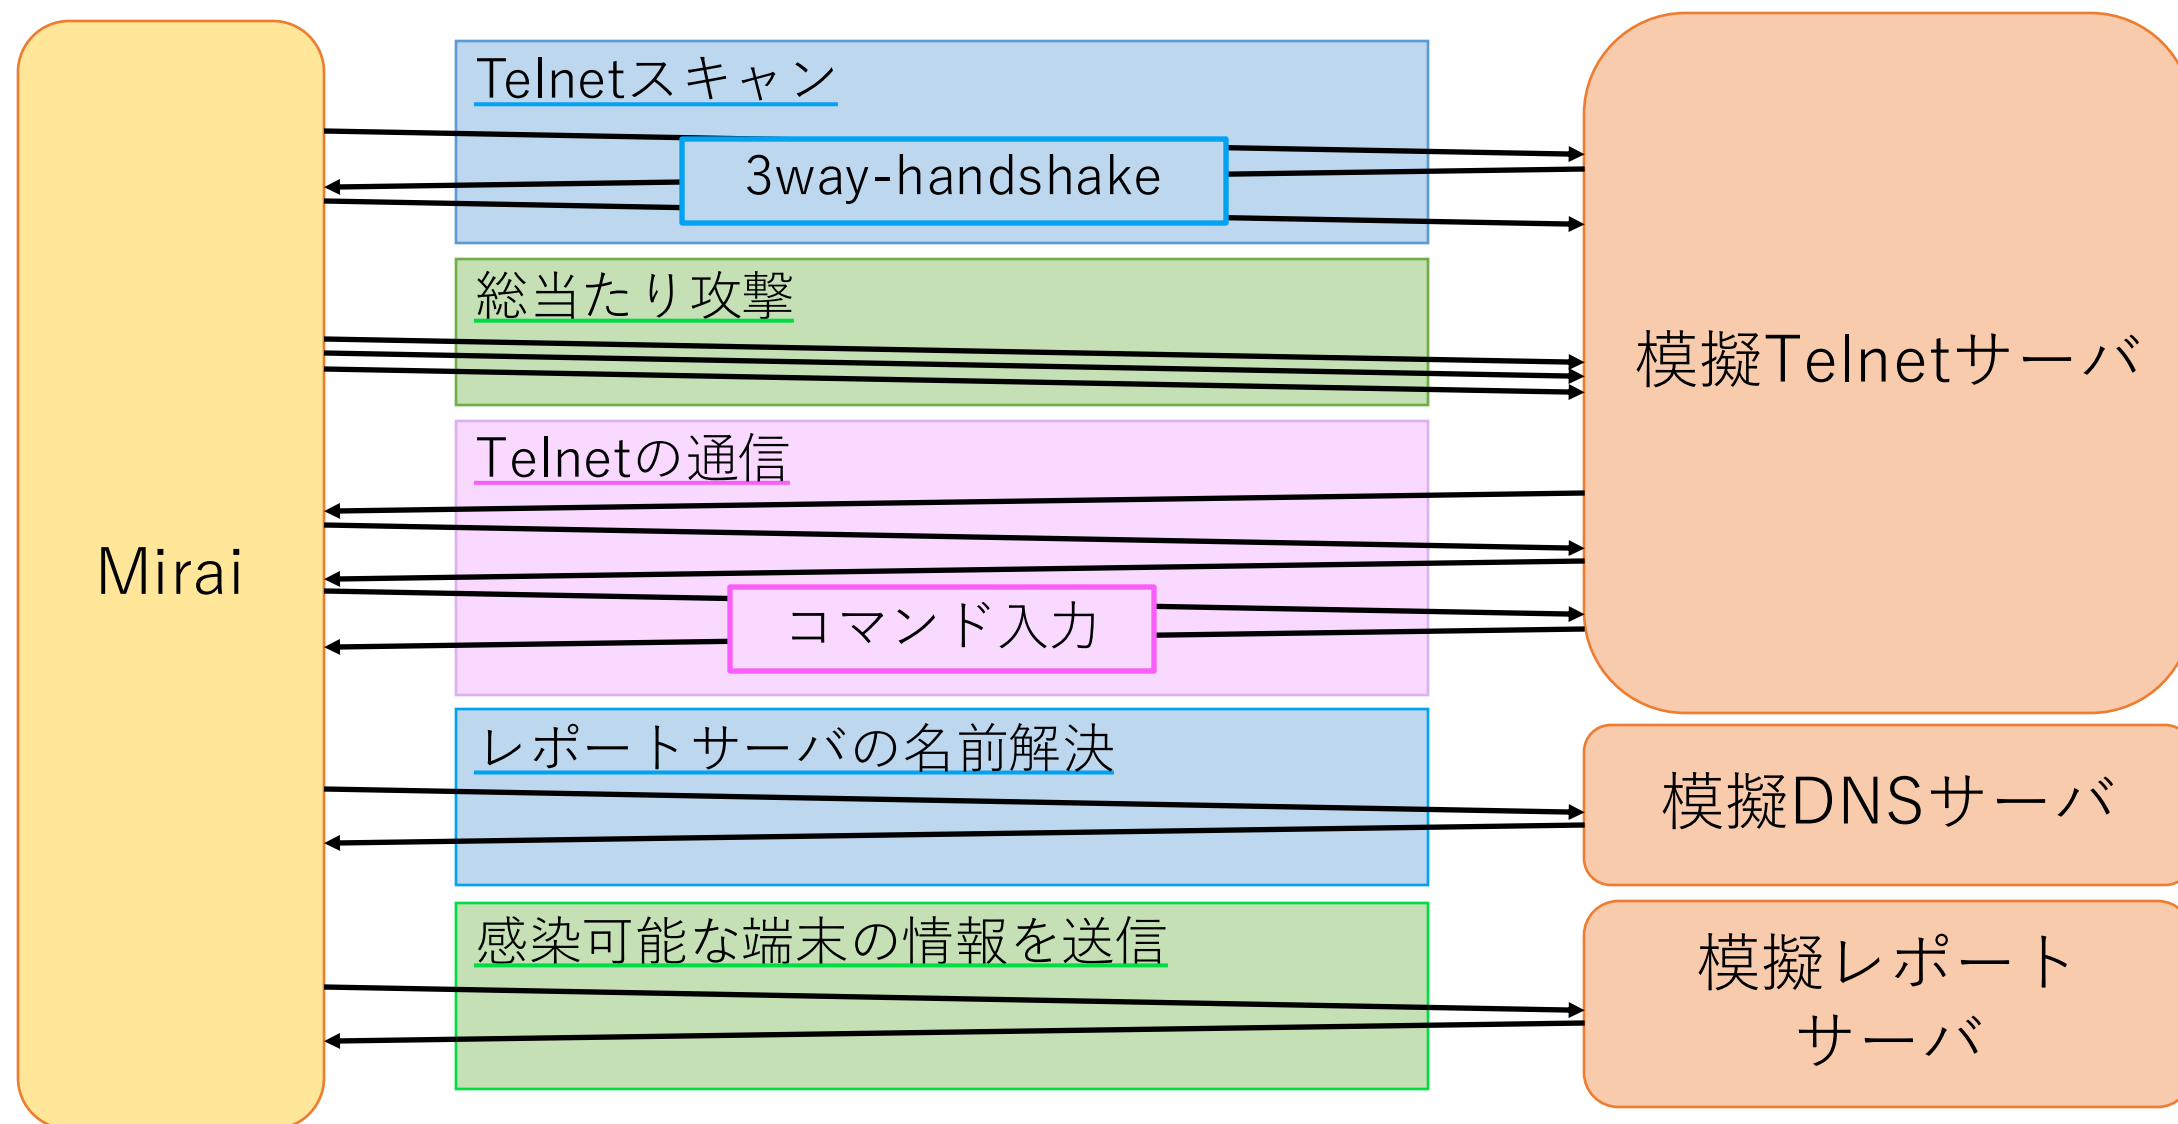 Mirai
Telnetスキャン
3way-handshake
総当たり攻撃
Telnetの通信
コマンド入力
レポートサーバの名前解決
感染可能な端末の情報を送信
模擬Telnetサーバ
模擬DNSサーバ
模擬レポート
サーバ